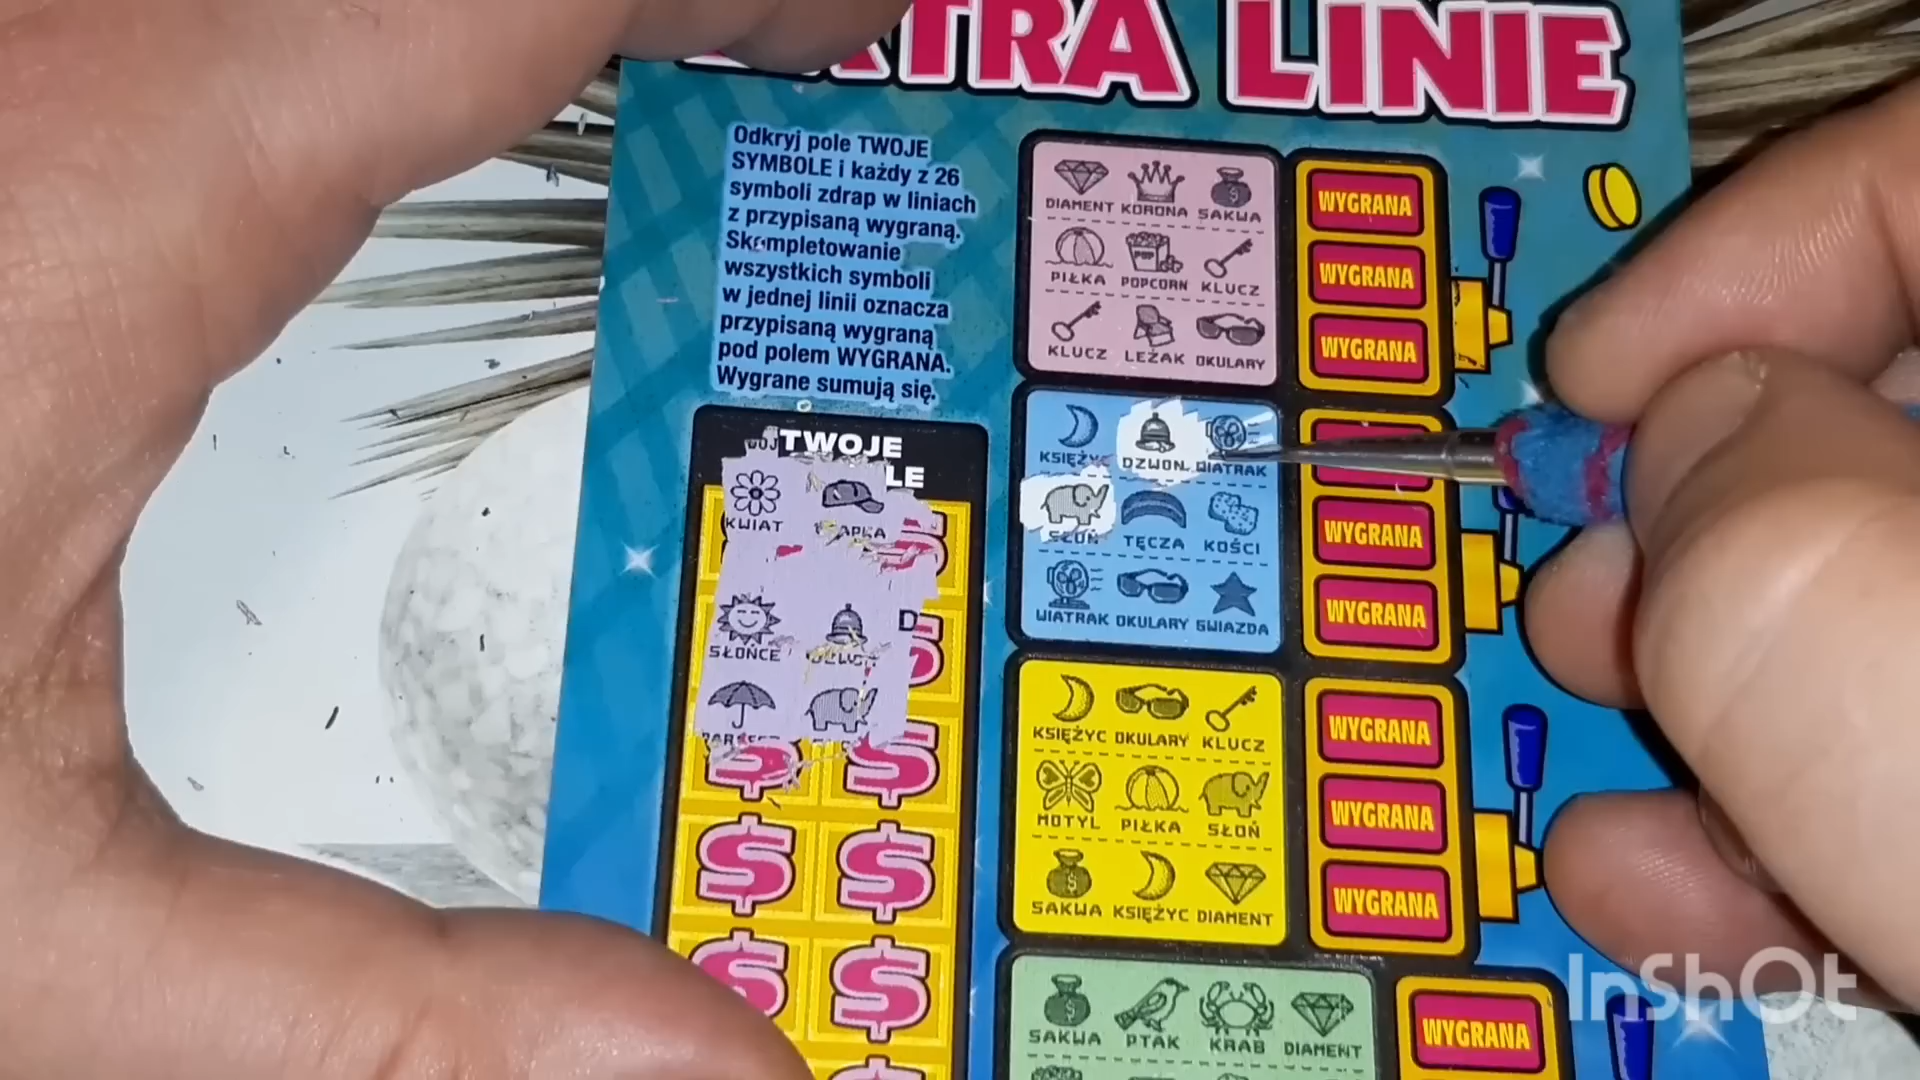 TRA LINIE
Odkryj pole TWOJE
SYMBOLE i każdy z 26
symboli zdrap w liniach
z przypisaną wygraną.
Skompletowanie
wszystkich symboli
w jednej linii oznacza
przypisaną wygraną
pod polem WYGRANA.
Wygrane sumują się.
TWOJE
LE
KWIAT
SŁOŃCE
DIAMENT KORONA SAKWA
WYGRANA
PIŁKA POPCORN KLUCZ
WYGRANA
KLUCZ LEŻAK OKULARY
WYGRANA
DZWON WIATRAK
SŁOŃ TĘCZA KOŚCI
WYGRANA
WIATRAK OKULARY GWIAZDA
WYGRANA
KSIĘŻYC OKULARY KLUCZ
WYGRANA
MOTYL PIŁKA SŁOŃ
WYGRANA
SAKWA KSIĘŻYC DIAMENT
WYGRANA
SAKWA PTAK KRAB DIAMENT
WYGRANA
InShOt